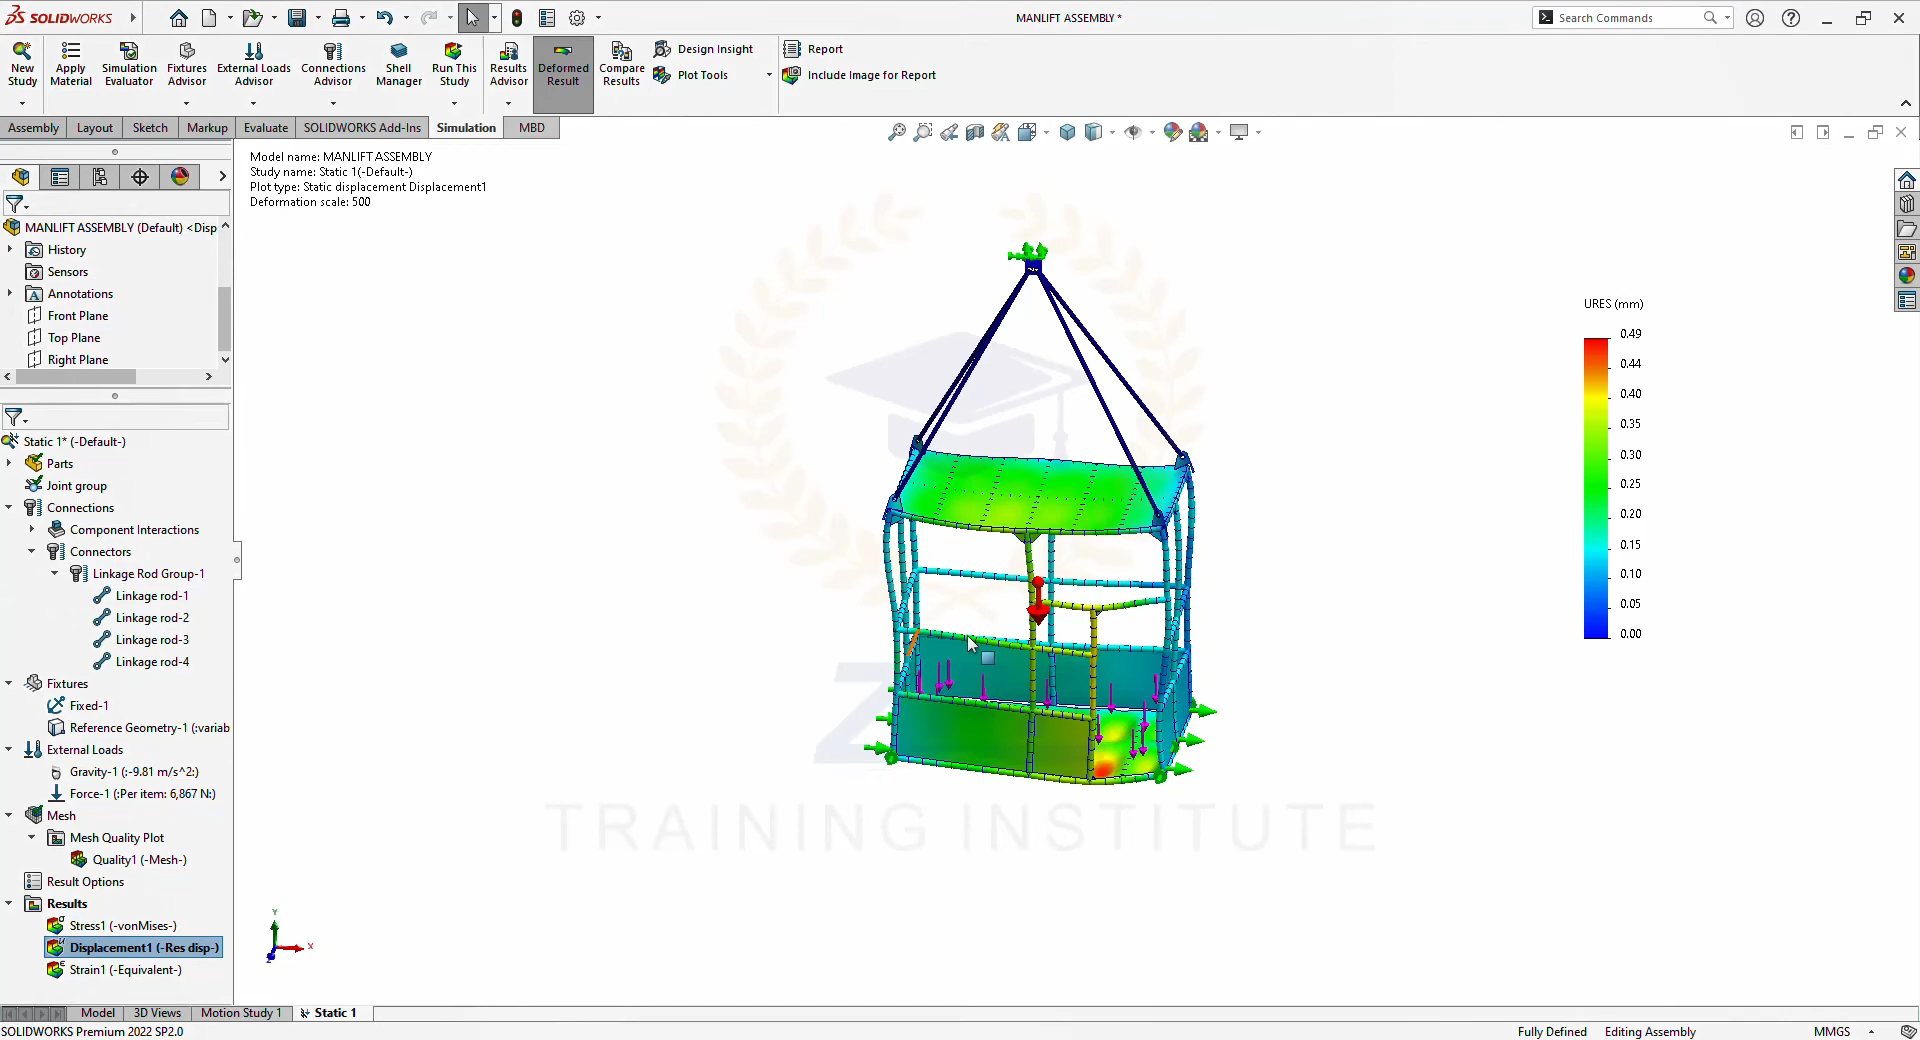 SOLIDWORKS
MANLIFT ASSEMBLY *
Search Commands
New Study
Apply Material
Simulation Evaluator
Fixtures Advisor
External Loads Advisor
Connections Advisor
Shell Manager
Run This Study
Results Advisor
Deformed Result
Compare Results
Design Insight
Plot Tools
Report
Include Image for Report
Assembly
Layout
Sketch
Markup
Evaluate
SOLIDWORKS Add-Ins
Simulation
MBD
Model name: MANLIFT ASSEMBLY
Study name: Static 1(-Default-)
Plot type: Static displacement Displacement1
Deformation scale: 500
MANLIFT ASSEMBLY (Default) <Disp
History
Sensors
Annotations
Front Plane
Top Plane
Right Plane
Static 1* (-Default-)
Parts
Joint group
Connections
Component Interactions
Connectors
Linkage Rod Group-1
Linkage rod-1
Linkage rod-2
Linkage rod-3
Linkage rod-4
Fixtures
Fixed-1
Reference Geometry-1 (:variab
External Loads
Gravity-1 (:-9.81 m/s^2:)
Force-1 (:Per item: 6,867 N:)
Mesh
Mesh Quality Plot
Quality1 (-Mesh-)
Result Options
Results
Stress1 (-vonMises-)
Displacement1 (-Res disp-)
Strain1 (-Equivalent-)
URES (mm)
0.49
0.44
0.40
0.35
0.30
0.25
0.20
0.15
0.10
0.05
0.00
TRAINING INSTITUTE
Y
X
Z
Model
3D Views
Motion Study 1
Static 1
SOLIDWORKS Premium 2022 SP2.0
Fully Defined
Editing Assembly
MMGS